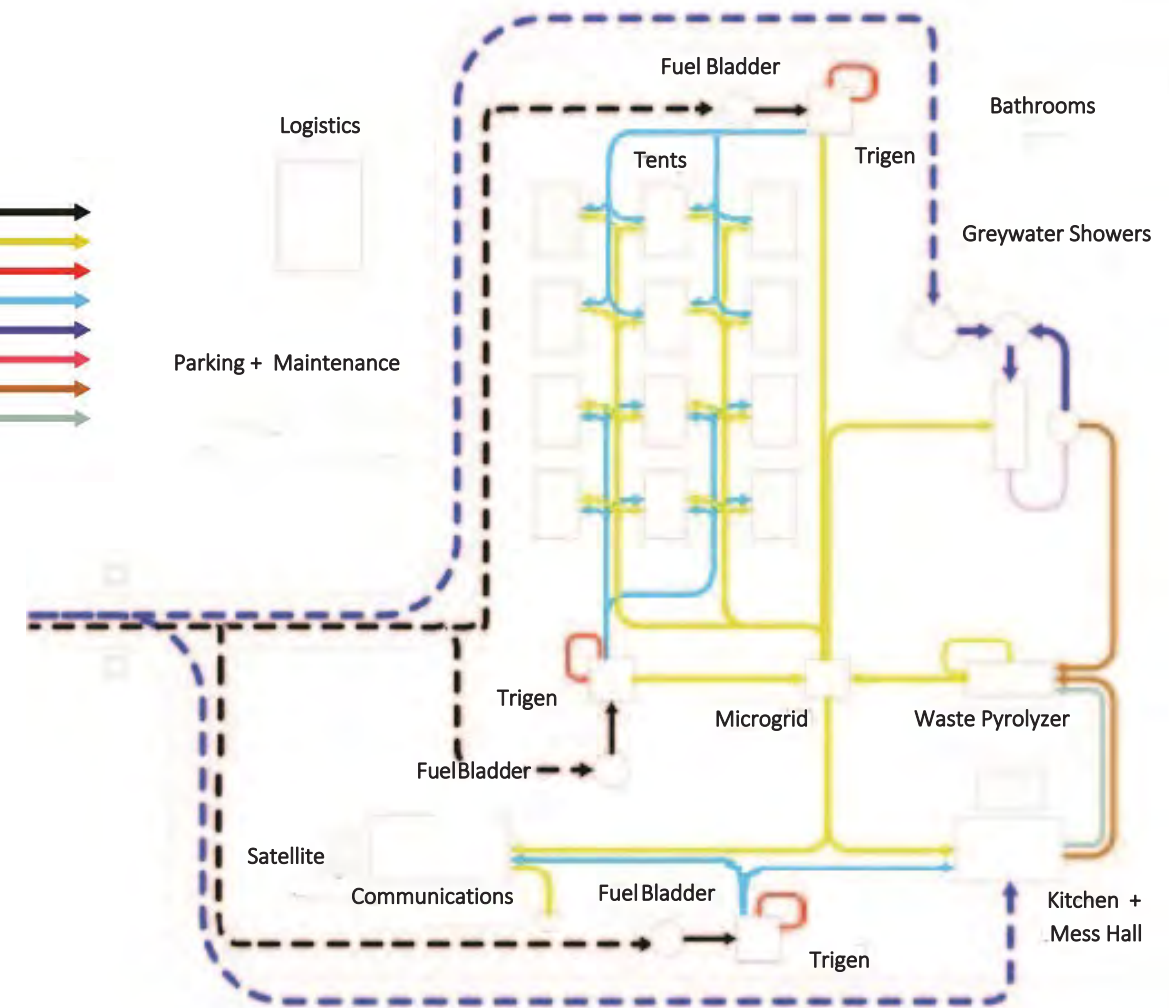 Fuel Bladder
Bathrooms
Logistics
Tents
Trigen
Greywater Showers
Parking + Maintenance
Trigen
Microgrid
Waste Pyrolyzer
FuelBladder
Satellite
Communications
Fuel Bladder
Kitchen +
Mess Hall
Trigen